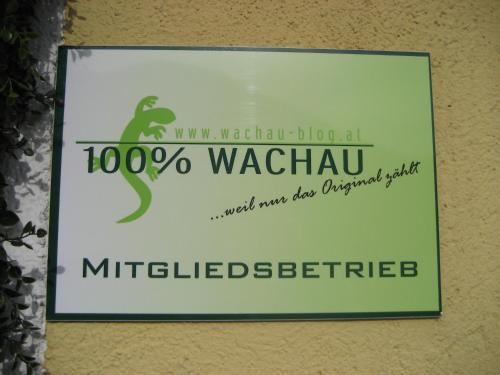 www.wachau-blog.at
100% WACHAU
...weil nur das Original zählt
MITGLIEDSBETRIEB